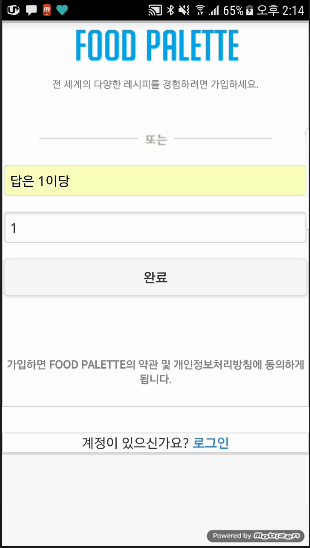 65% 오후 2:14
FOOD PALETTE
전 세계의 다양한 레시피를 경험하려면 가입하세요.
또는
답은 1이당
1
완료
가입하면 FOOD PALETTE의 약관 및 개인정보처리방침에 동의하게
됩니다.
계정이 있으신가요? 로그인
Powered by Mobizen